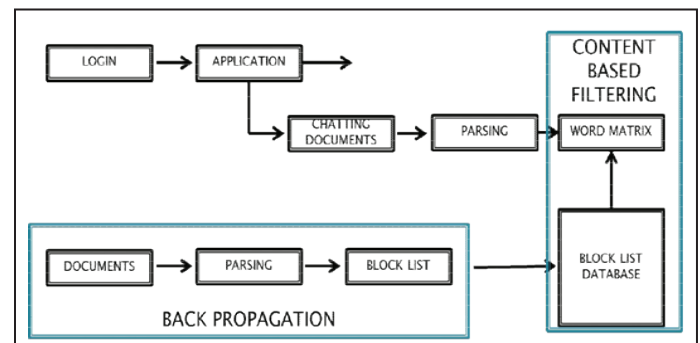 LOGIN
APPLICATION
CONTENT
BASED
FILTERING
CHATTING
DOCUMENTS
PARSING
WORD MATRIX
DOCUMENTS
PARSING
BLOCK LIST
BLOCK LIST
DATABASE
BACK PROPAGATION